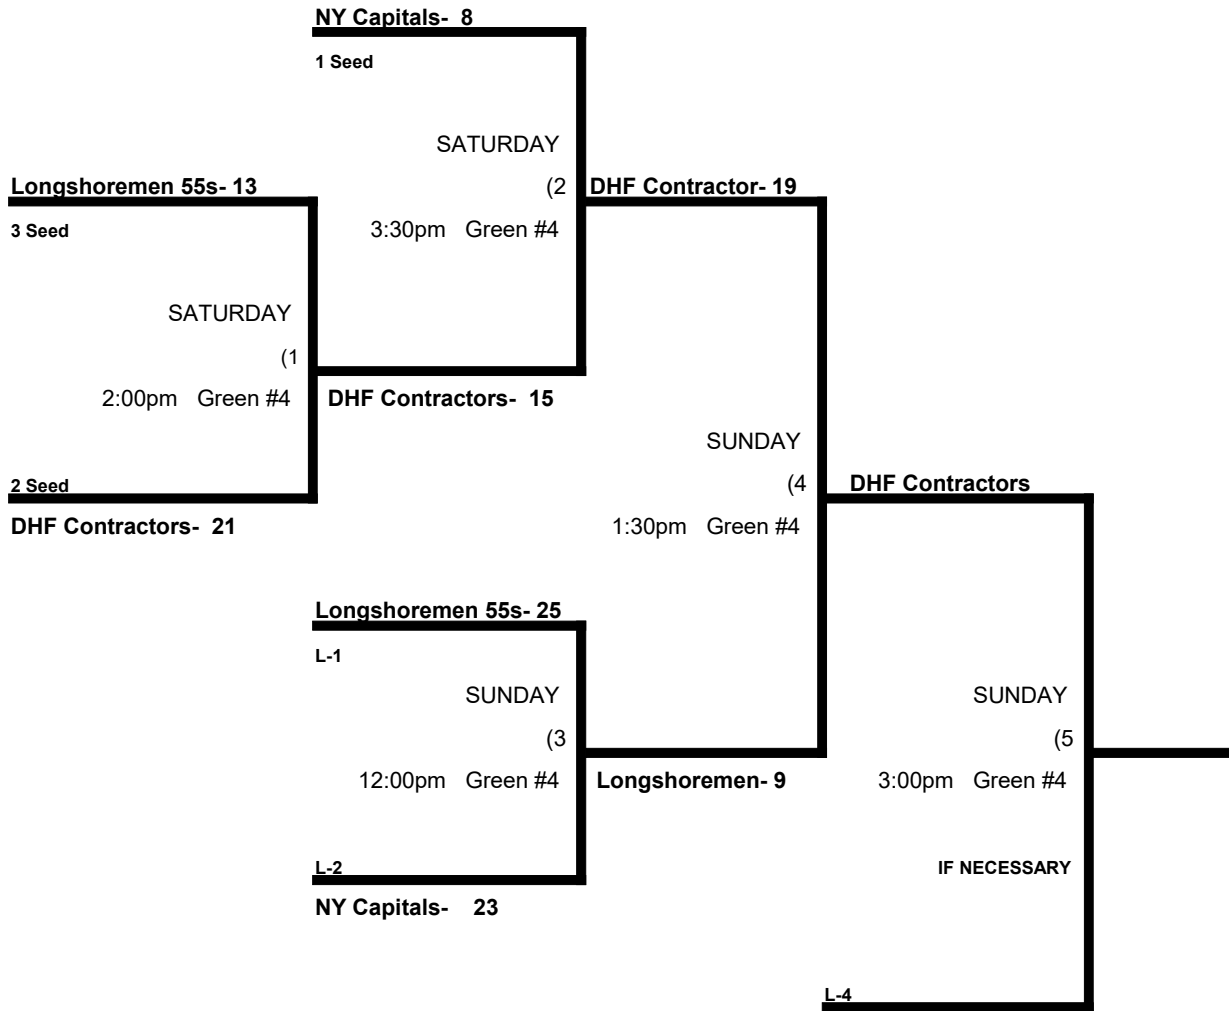 NY Capitals-  8
1 Seed
SATURDAY
Longshoremen 55s- 13
(2
DHF Contractor- 19
3 Seed
3:30pm   Green #4
SATURDAY
(1
2:00pm   Green #4
DHF Contractors-  15
SUNDAY
2 Seed
(4
DHF Contractors
DHF Contractors-  21
1:30pm   Green #4
Longshoremen 55s- 25
L-1
SUNDAY
SUNDAY
(3
(5
12:00pm   Green #4
Longshoremen- 9
3:00pm   Green #4
L-2
IF NECESSARY
NY Capitals-    23
L-4